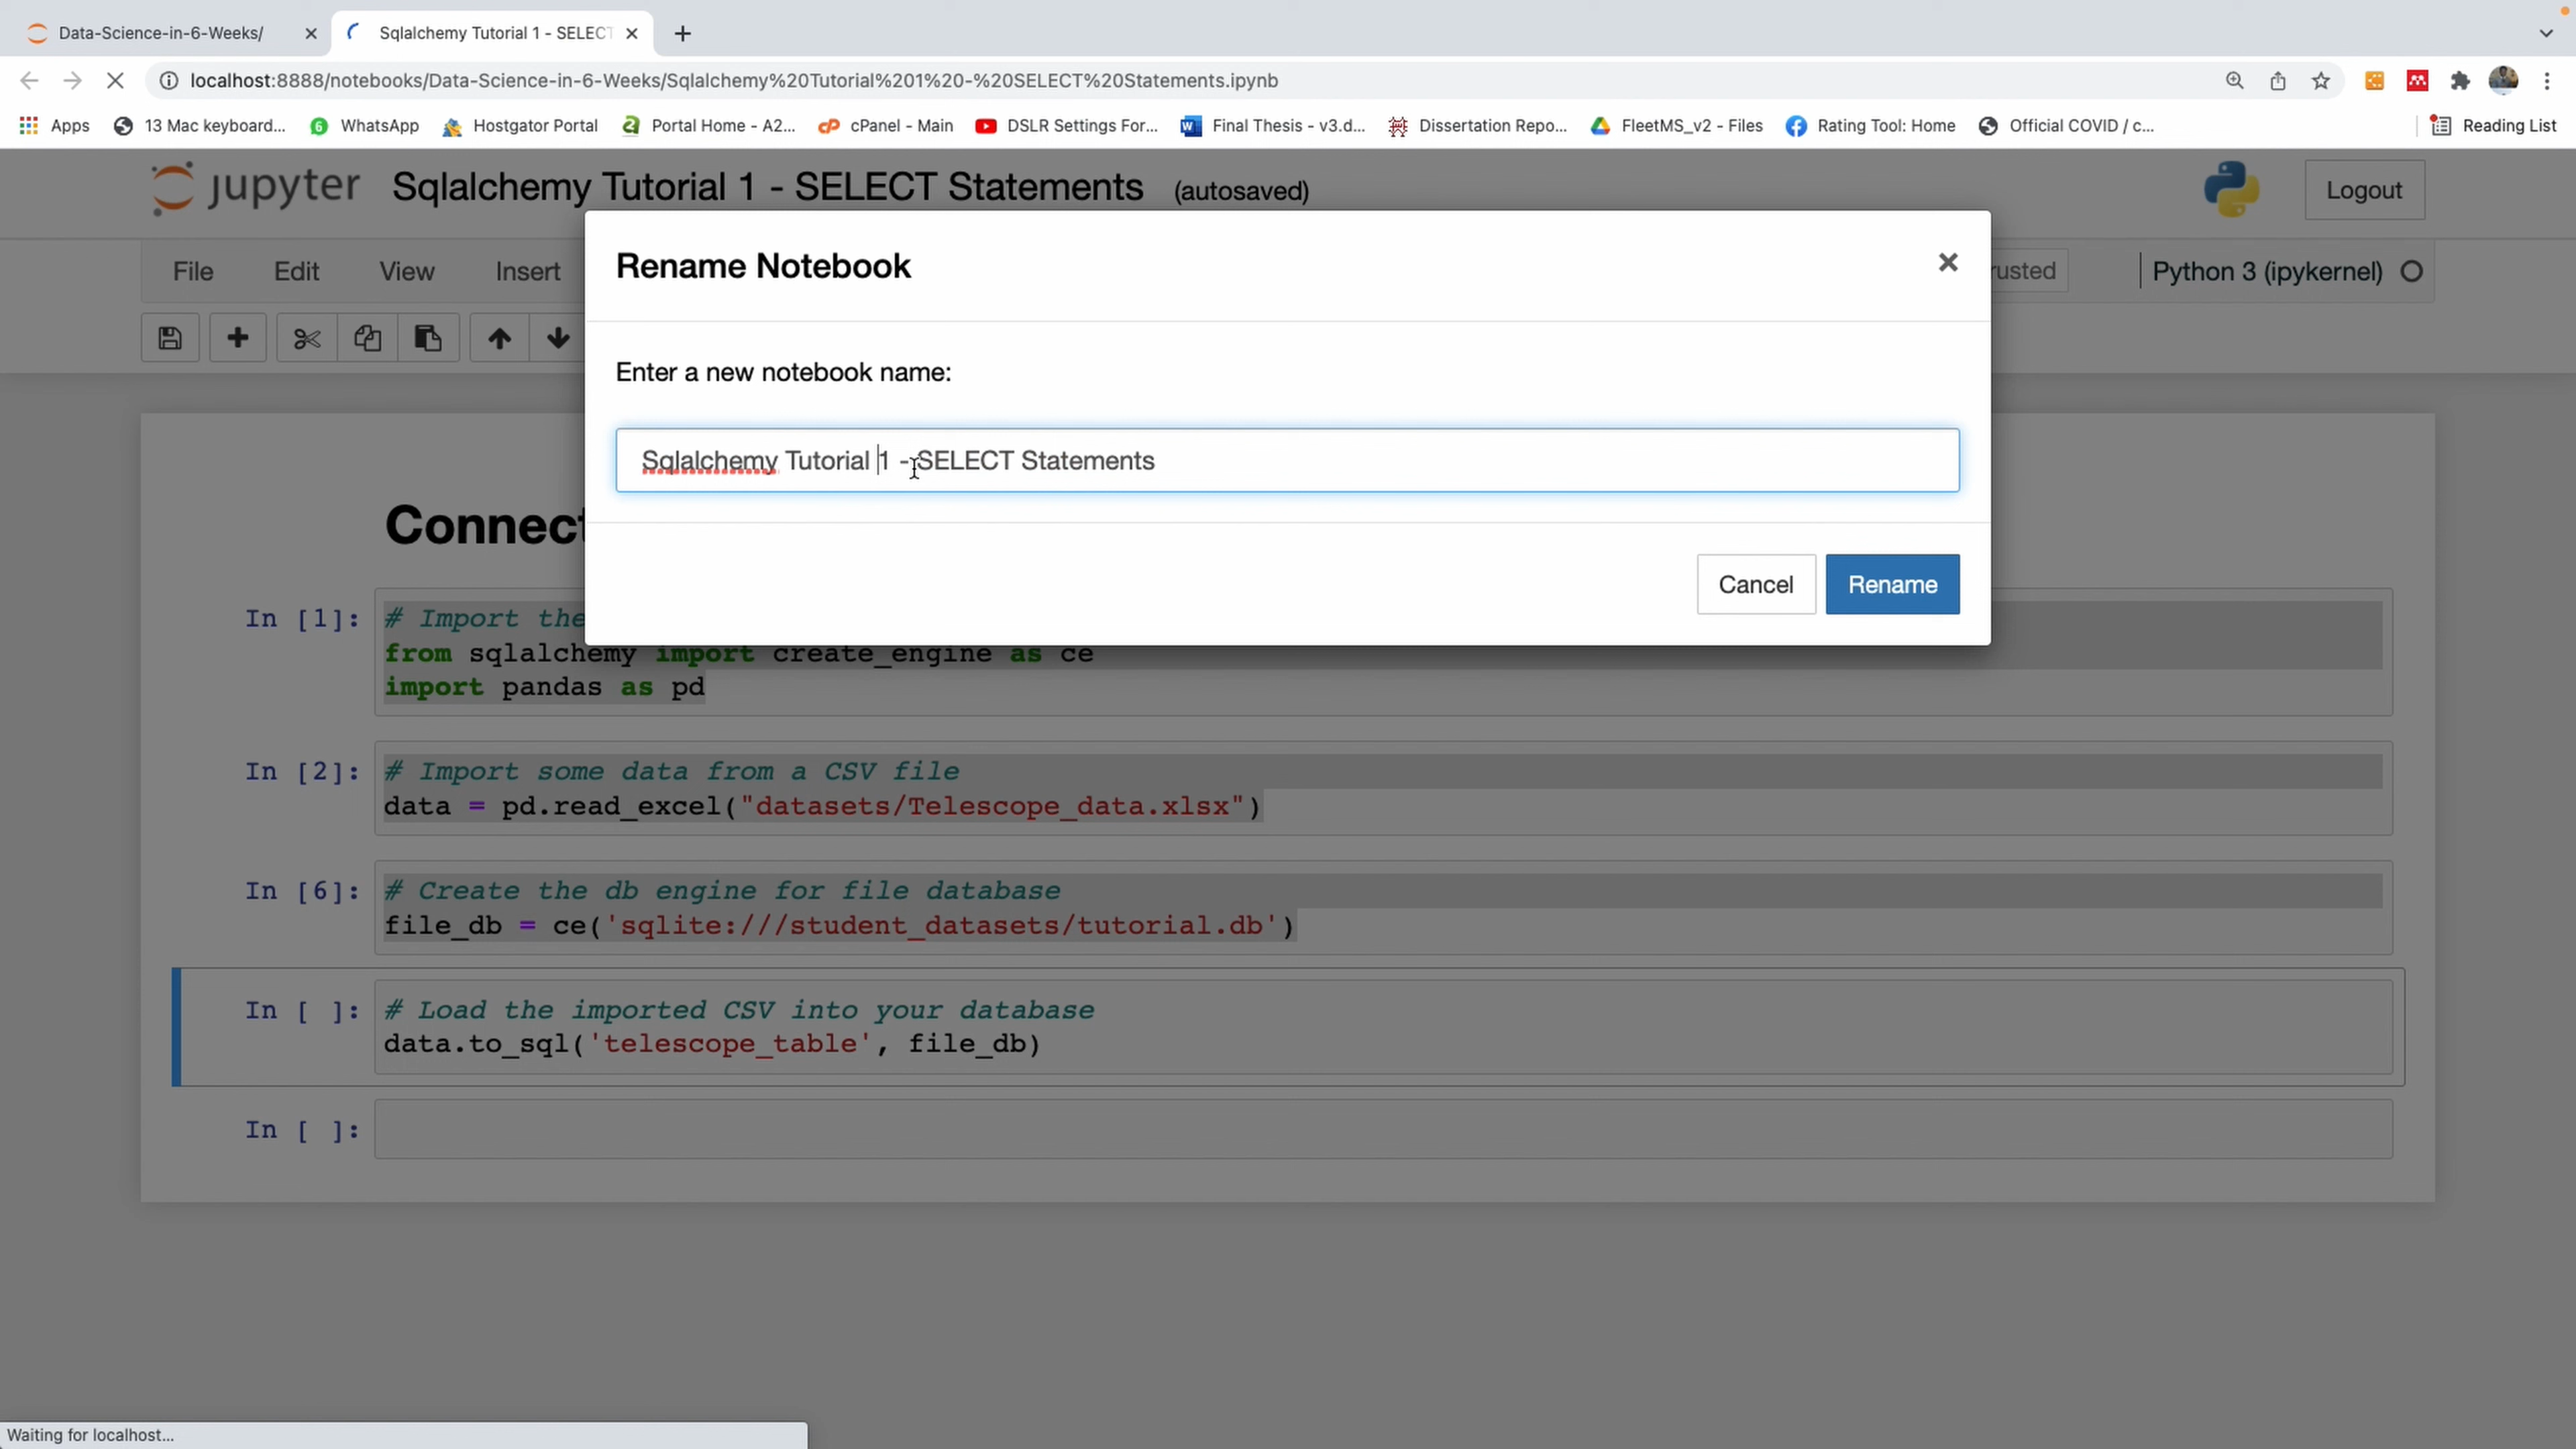 Data-Science-in-6-Weeks/
Sqlalchemy Tutorial 1 - SELECT
localhost:8888/notebooks/Data-Science-in-6-Weeks/Sqlalchemy%20Tutorial%201%20-%20SELECT%20Statements.ipynb
Apps 13 Mac keyboard... WhatsApp Hostgator Portal Portal Home - A2... cPanel - Main DSLR Settings For... Final Thesis - v3.d... Dissertation Repo... FleetMS_v2 - Files Rating Tool: Home Official COVID / c... Reading List
jupyter Sqlalchemy Tutorial 1 - SELECT Statements (autosaved) Logout
File Edit View Insert rusted Python 3 (ipykernel)
Rename Notebook
Enter a new notebook name:
Sqlalchemy Tutorial 1 - SELECT Statements
Cancel Rename
Connect
In [1]: # Import the
from sqlalchemy import create_engine as ce
import pandas as pd
In [2]: # Import some data from a CSV file
data = pd.read_excel("datasets/Telescope_data.xlsx")
In [6]: # Create the db engine for file database
file_db = ce('sqlite:///student_datasets/tutorial.db')
In [ ]: # Load the imported CSV into your database
data.to_sql('telescope_table', file_db)
In [ ]:
Waiting for localhost...